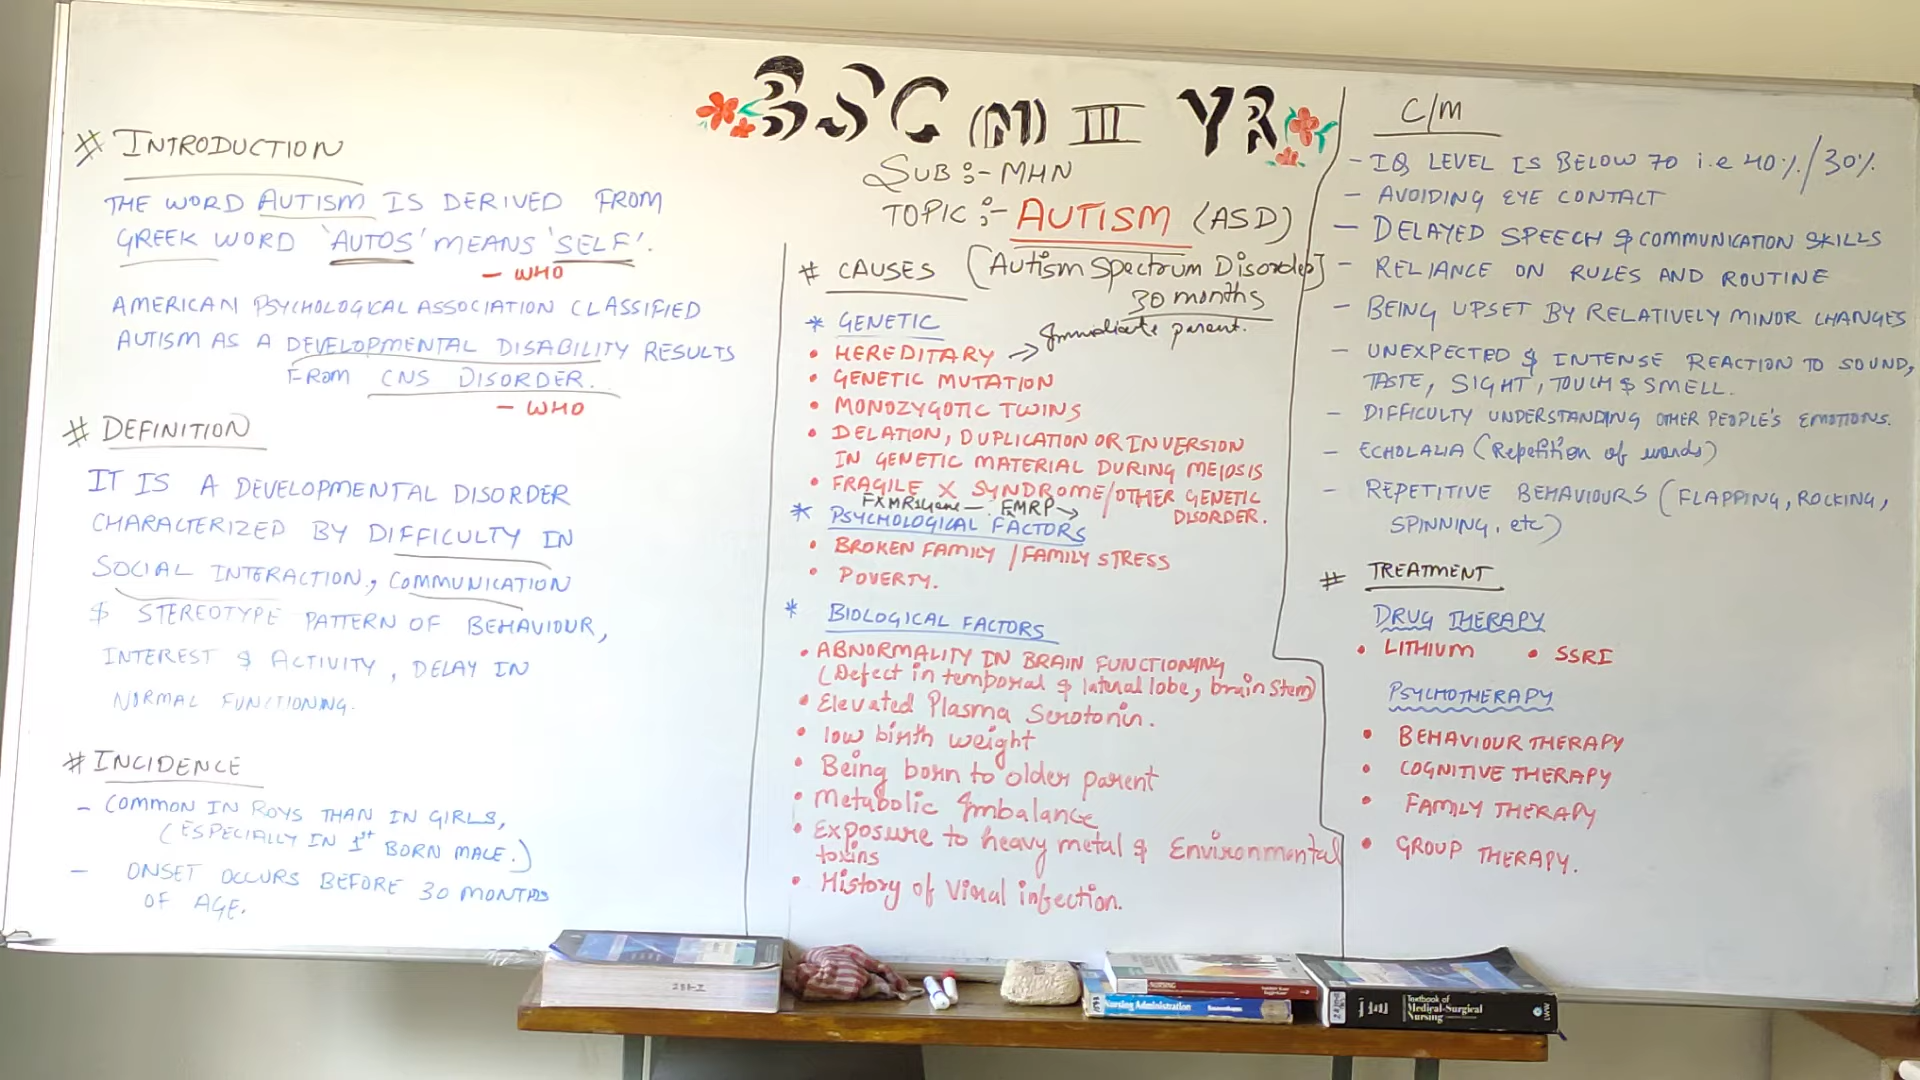 BSC (N) III YR
SUB :- MHN
TOPIC :- AUTISM (ASD)
[Autism Spectrum Disorder]
# INTRODUCTION
THE WORD AUTISM IS DERIVED FROM
GREEK WORD 'AUTOS' MEANS 'SELF'.
- WHO
AMERICAN PSYCHOLOGICAL ASSOCIATION CLASSIFIED
AUTISM AS A DEVELOPMENTAL DISABILITY RESULTS
FROM CNS DISORDER.
- WHO
# DEFINITION
IT IS A DEVELOPMENTAL DISORDER
CHARACTERIZED BY DIFFICULTY IN
SOCIAL INTERACTION, COMMUNICATION
& STEREOTYPE PATTERN OF BEHAVIOUR,
INTEREST & ACTIVITY, DELAY IN
NORMAL FUNCTIONING.
# INCIDENCE
- COMMON IN BOYS THAN IN GIRLS,
(ESPECIALLY IN 1st BORN MALE.)
- ONSET OCCURS BEFORE 30 MONTHS
OF AGE.
# CAUSES
30 months
* GENETIC
• HEREDITARY → Immediate parent.
• GENETIC MUTATION
• MONOZYGOTIC TWINS
• DELATION, DUPLICATION OR INVERSION
IN GENETIC MATERIAL DURING MEIOSIS
• FRAGILE X SYNDROME/OTHER GENETIC
DISORDER.
FXMR1gene - FMRP →
* PSYCHOLOGICAL FACTORS
• BROKEN FAMILY / FAMILY STRESS
• POVERTY.
* BIOLOGICAL FACTORS
• ABNORMALITY IN BRAIN FUNCTIONING
(Defect in temporal & lateral lobe, brain stem)
• Elevated Plasma Serotonin.
• low birth weight
• Being born to older parent
• Metabolic Imbalance
• Exposure to heavy metal & Environmental
toxins
• History of Viral infection.
C/M
- IQ LEVEL IS BELOW 70 i.e 40%/30%
- AVOIDING EYE CONTACT
- DELAYED SPEECH & COMMUNICATION SKILLS
- RELIANCE ON RULES AND ROUTINE
- BEING UPSET BY RELATIVELY MINOR CHANGES
- UNEXPECTED & INTENSE REACTION TO SOUND,
TASTE, SIGHT, TOUCH & SMELL.
- DIFFICULTY UNDERSTANDING OTHER PEOPLE'S EMOTIONS.
- ECHOLALIA (Repetition of words)
- REPETITIVE BEHAVIOURS (FLAPPING, ROCKING,
SPINNING, etc)
# TREATMENT
DRUG THERAPY
• LITHIUM • SSRI
PSYCHOTHERAPY
• BEHAVIOUR THERAPY
• COGNITIVE THERAPY
• FAMILY THERAPY
• GROUP THERAPY.
NURSING
Nursing Administration
Textbook of
Medical-Surgical
Nursing
LWW